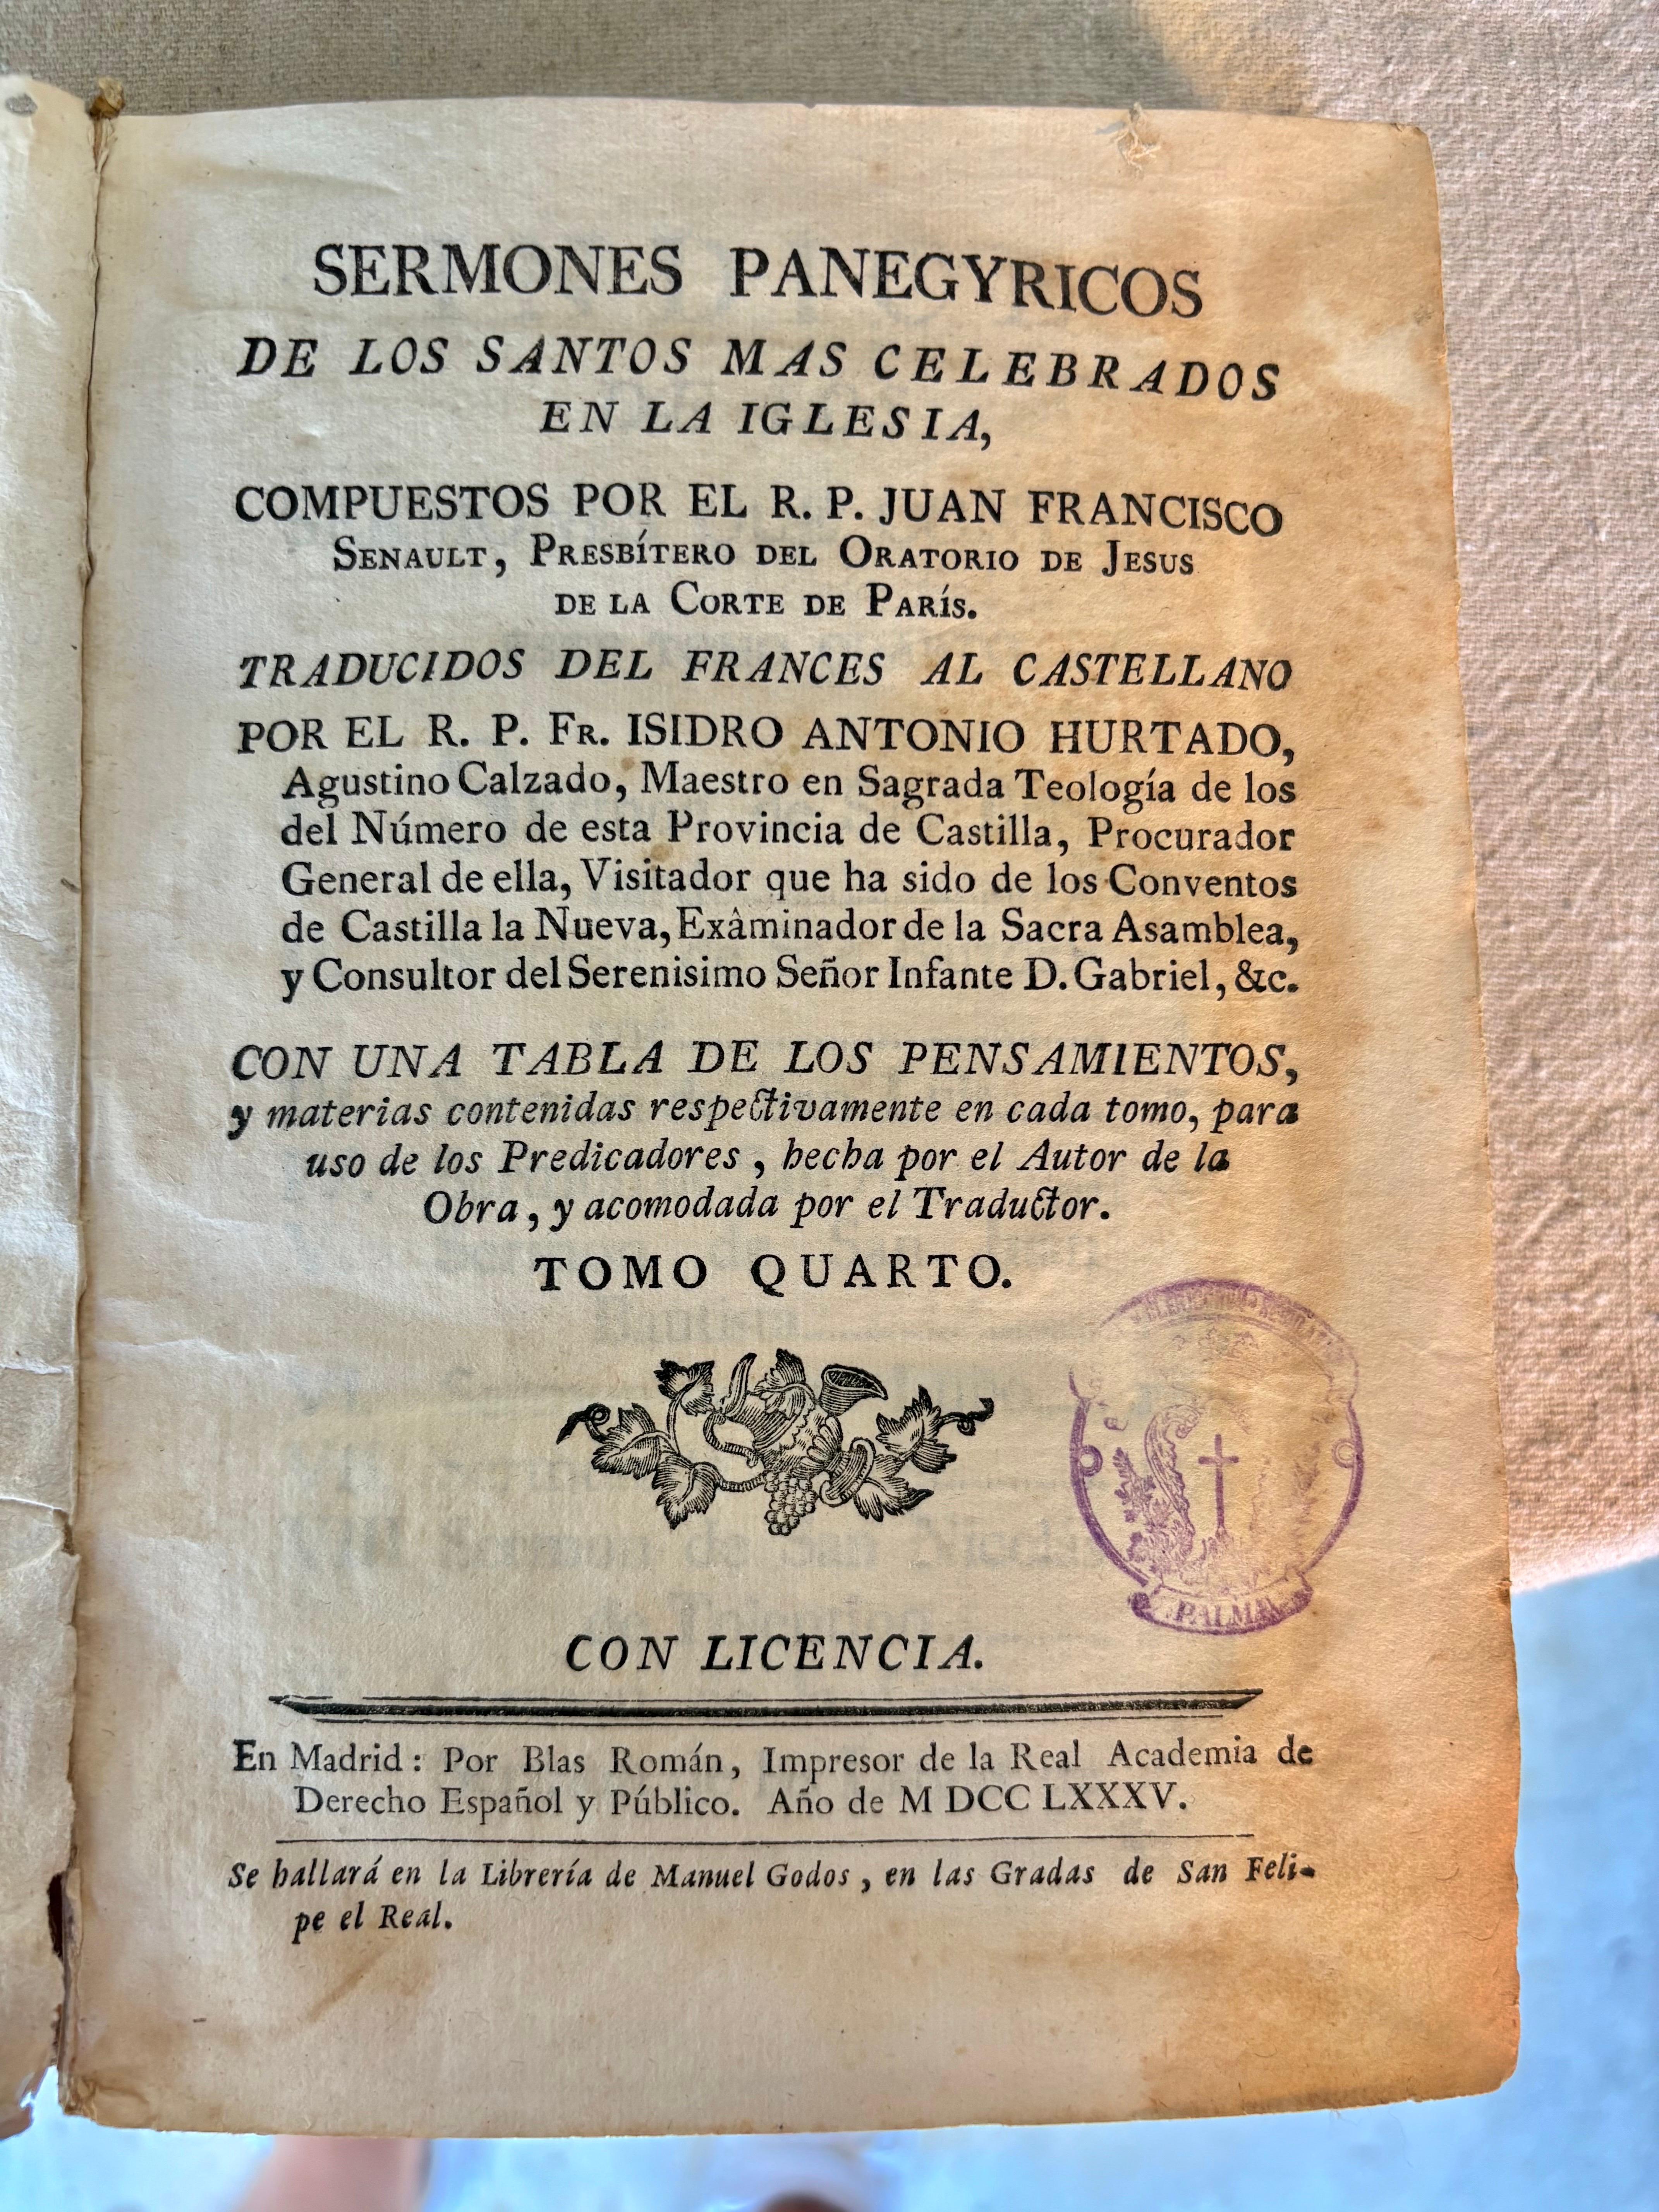 SERMONES PANEGYRICOS
DE LOS SANTOS MAS CELEBRADOS
EN LA IGLESIA,
COMPUESTOS POR EL R. P. JUAN FRANCISCO
SENAULT, PRESBÍTERO DEL ORATORIO DE JESUS
DE LA CORTE DE PARÍS.
TRADUCIDOS DEL FRANCES AL CASTELLANO
POR EL R. P. FR. ISIDRO ANTONIO HURTADO,
Agustino Calzado, Maestro en Sagrada Teología de los
del Número de esta Provincia de Castilla, Procurador
General de ella, Visitador que ha sido de los Conventos
de Castilla la Nueva, Exâminador de la Sacra Asamblea,
y Consultor del Serenisimo Señor Infante D. Gabriel, &c.
CON UNA TABLA DE LOS PENSAMIENTOS,
y materias contenidas respectivamente en cada tomo, para
uso de los Predicadores, hecha por el Autor de la
Obra, y acomodada por el Traductor.
TOMO QUARTO.
PALMA
CON LICENCIA.
En Madrid: Por Blas Román, Impresor de la Real Academia de
Derecho Español y Público. Año de M DCC LXXXV.
Se hallará en la Librería de Manuel Godos, en las Gradas de San Feli-
pe el Real.